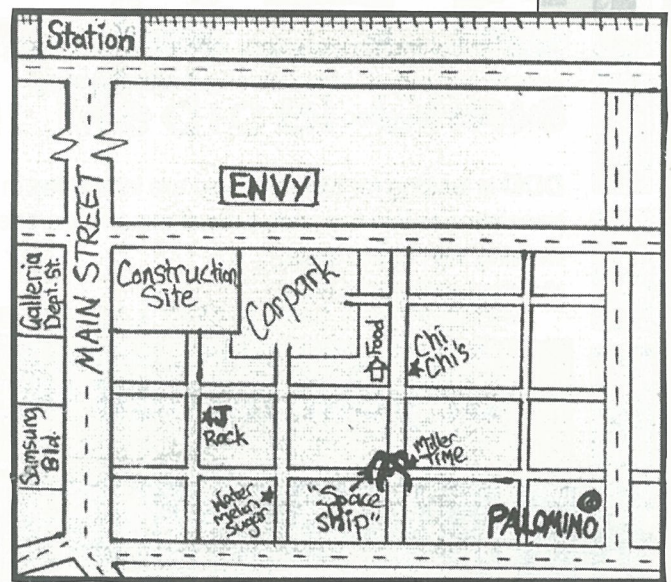 Station
ENVY
MAIN STREET
Galleria
Dept. St.
Construction
Site
Carpark
Food
Chi
Chi's
Samsung
Bld.
J
Rock
Miller
Time
Water
melon
Sugar
"Space
Ship"
PALOMINO